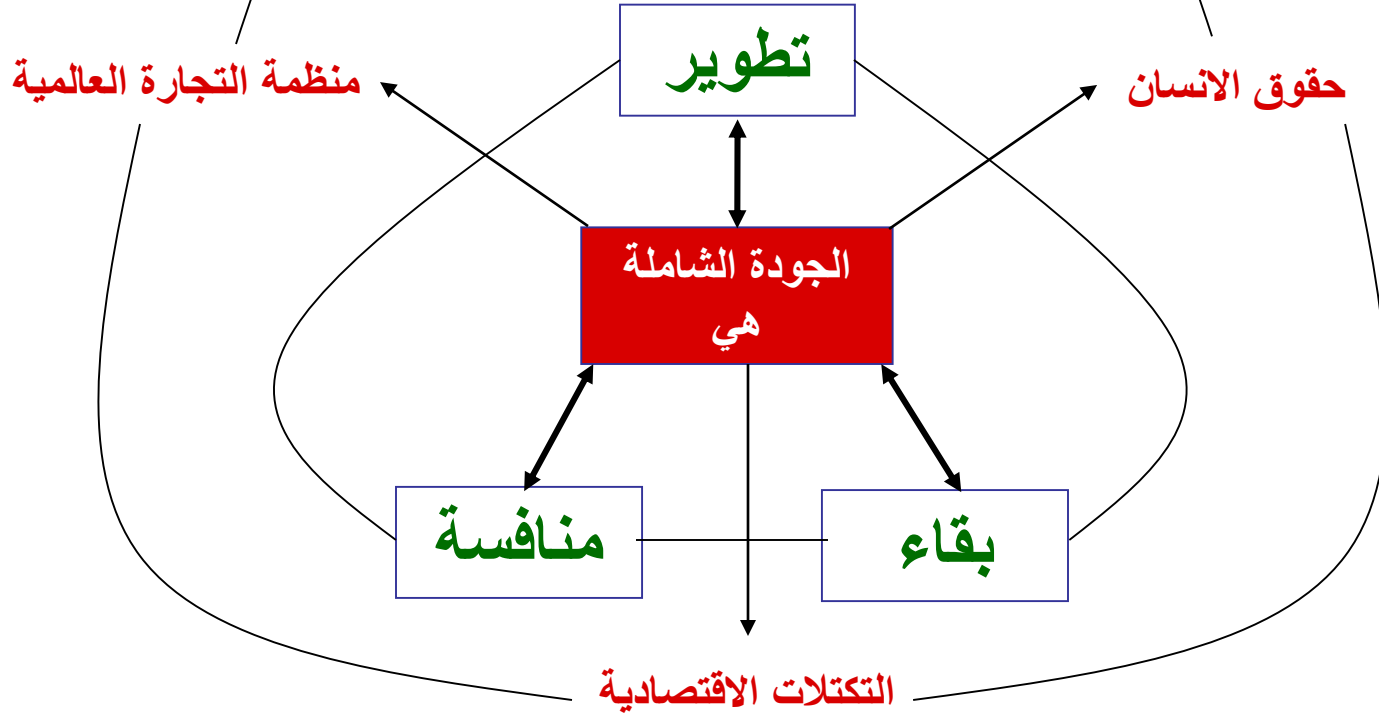 تطوير
حقوق الانسان
منظمة التجارة العالمية
الجودة الشاملة
هي
بقاء
منافسة
التكتلات الاقتصادية